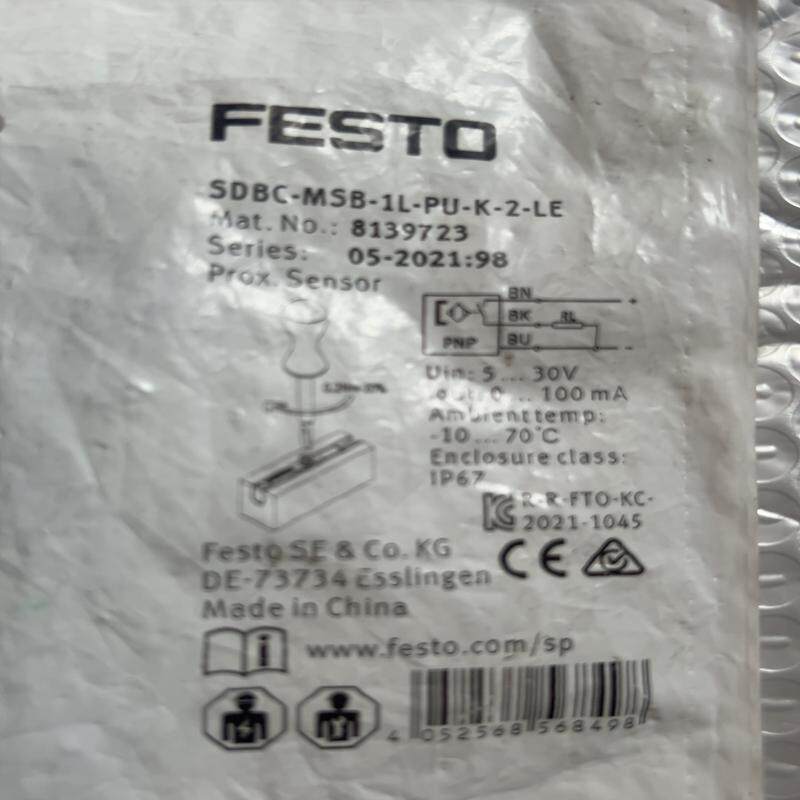 FESTO
SDBC-MSB-1L-PU-K-2-LE
Mat. No.: 8139723
Series: 05-2021:98
Prox. Sensor
BN +
BK RL
PNP BU -
Uin: 5 ... 30V
0 ... 100 mA
Ambient temp:
-10 ... 70°C
Enclosure class:
IP67
R-R-FTO-KC-
2021-1045
CE
Festo SE & Co. KG
DE-73734 Esslingen
Made in China
www.festo.com/sp
4 052568 568498